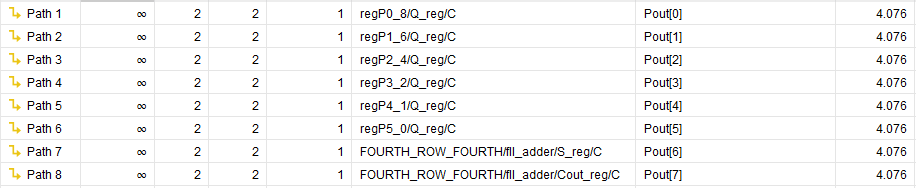 Path 1 ∞ 2 2 1 regP0_8/Q_reg/C Pout[0] 4.076
Path 2 ∞ 2 2 1 regP1_6/Q_reg/C Pout[1] 4.076
Path 3 ∞ 2 2 1 regP2_4/Q_reg/C Pout[2] 4.076
Path 4 ∞ 2 2 1 regP3_2/Q_reg/C Pout[3] 4.076
Path 5 ∞ 2 2 1 regP4_1/Q_reg/C Pout[4] 4.076
Path 6 ∞ 2 2 1 regP5_0/Q_reg/C Pout[5] 4.076
Path 7 ∞ 2 2 1 FOURTH_ROW_FOURTH/fll_adder/S_reg/C Pout[6] 4.076
Path 8 ∞ 2 2 1 FOURTH_ROW_FOURTH/fll_adder/Cout_reg/C Pout[7] 4.076